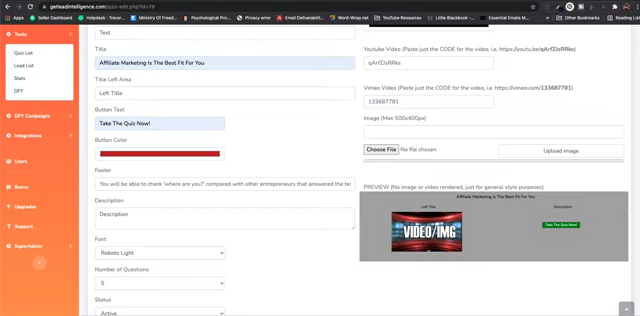 getleadintelligence.com/quiz-edit.php?id=79
Apps
Seller Dashboard
Helpdesk - Trevor...
Ministry Of Freed...
Psychological Pric...
Privacy error
Email Deliverabilit...
Word-Wrap.net
YouTube Resources
Little Blackbook -...
Essential Emails M...
Other Bookmarks
Reading List
Tools
Quiz List
Lead List
Stats
DFY
DFY Campaigns
Integrations
Users
Bonus
Upgrades
Support
SuperAdmin
Test
Title
Affiliate Marketing Is The Best Fit For You
Title Left Area
Left Title
Button Text
Take The Quiz Now!
Button Color
Footer
You will be able to check 'where are you?' compared with other entrepreneurs that answered the te
Description
Description
Font
Roboto Light
Number of Questions
5
Status
Active
Youtube Video (Paste just the CODE for the video, i.e. https://youtu.be/qArfZJsRRks)
qArfZJsRRks
Vimeo Video (Paste just the CODE for the video, i.e. https://vimeo.com/133687781)
133687781
Image (Max 500x400px)
Choose File No file chosen
Upload image
PREVIEW (No image or video rendered, just for general style purposes)
Affiliate Marketing Is The Best Fit For You
Left Title
Description
VIDEO/IMG
Take The Quiz Now!